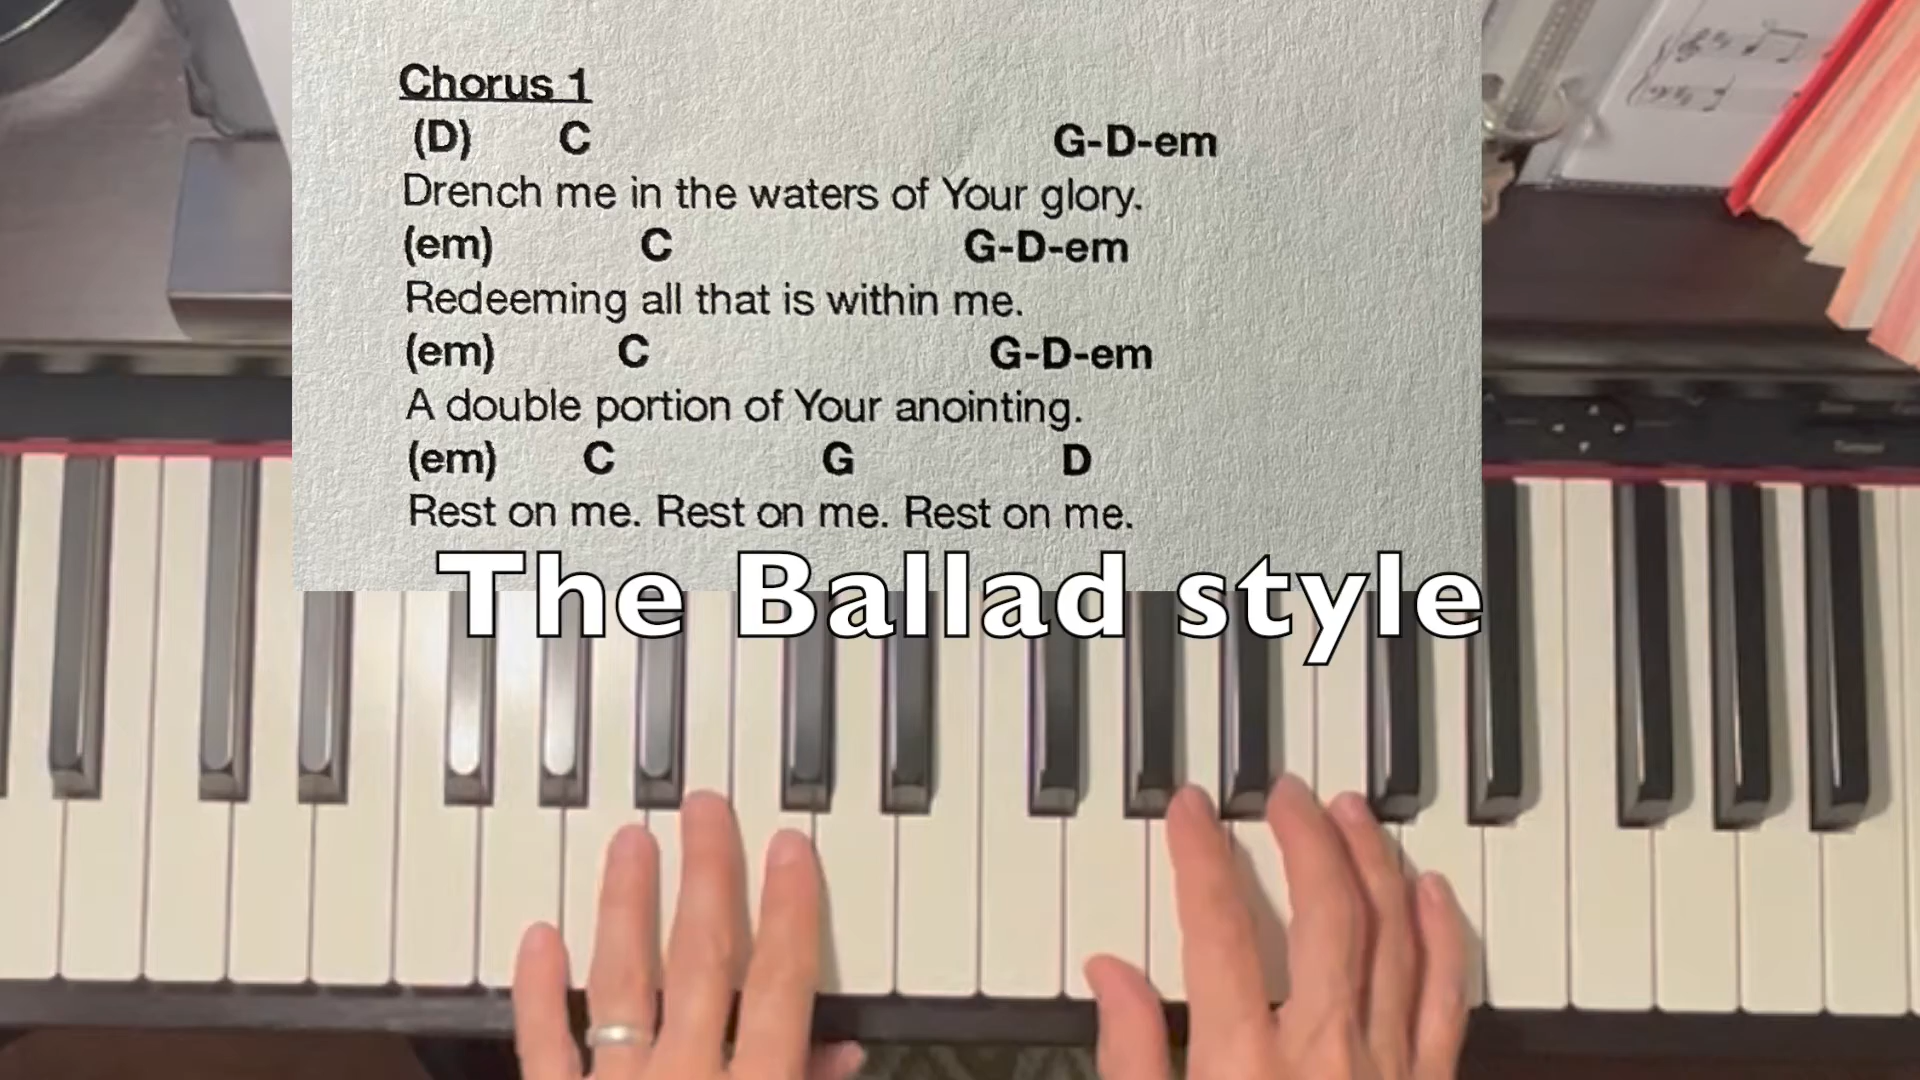 Chorus 1
(D) C G-D-em
Drench me in the waters of Your glory.
(em) C G-D-em
Redeeming all that is within me.
(em) C G-D-em
A double portion of Your anointing.
(em) C G D
Rest on me. Rest on me. Rest on me.
The Ballad style